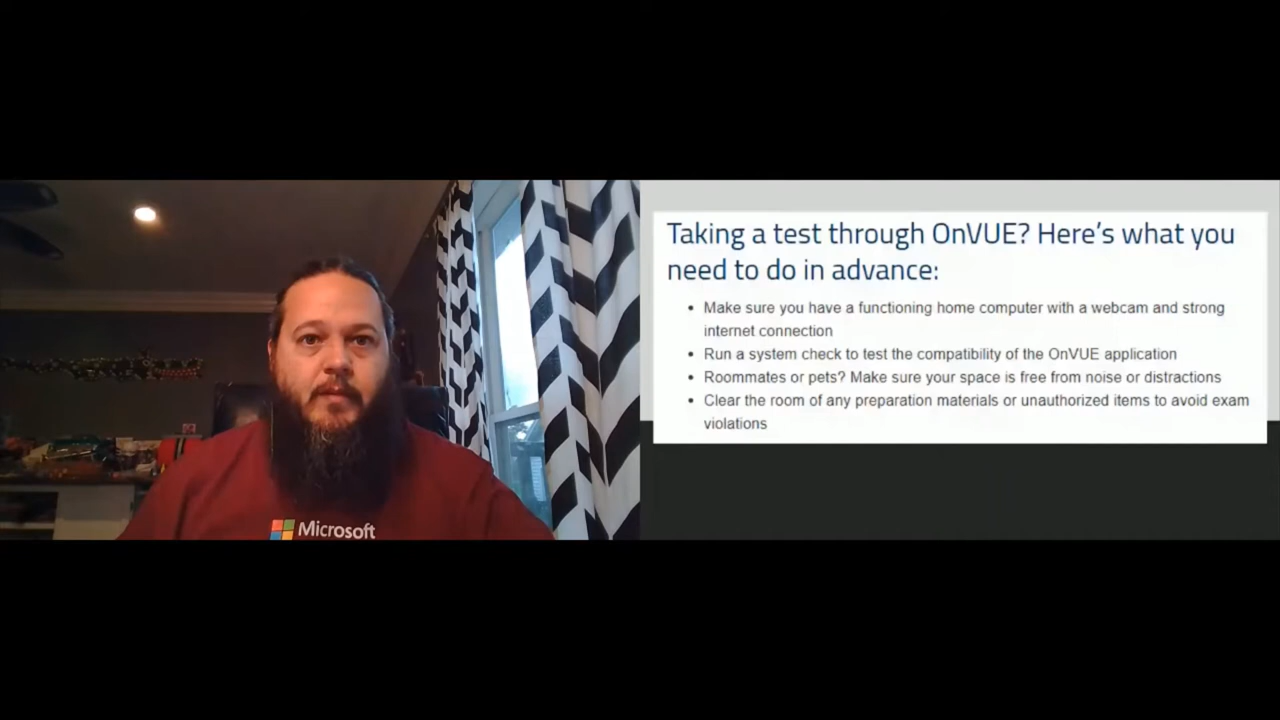 Taking a test through OnVUE? Here's what you
need to do in advance:
• Make sure you have a functioning home computer with a webcam and strong
internet connection
• Run a system check to test the compatibility of the OnVUE application
• Roommates or pets? Make sure your space is free from noise or distractions
• Clear the room of any preparation materials or unauthorized items to avoid exam
violations
Microsoft